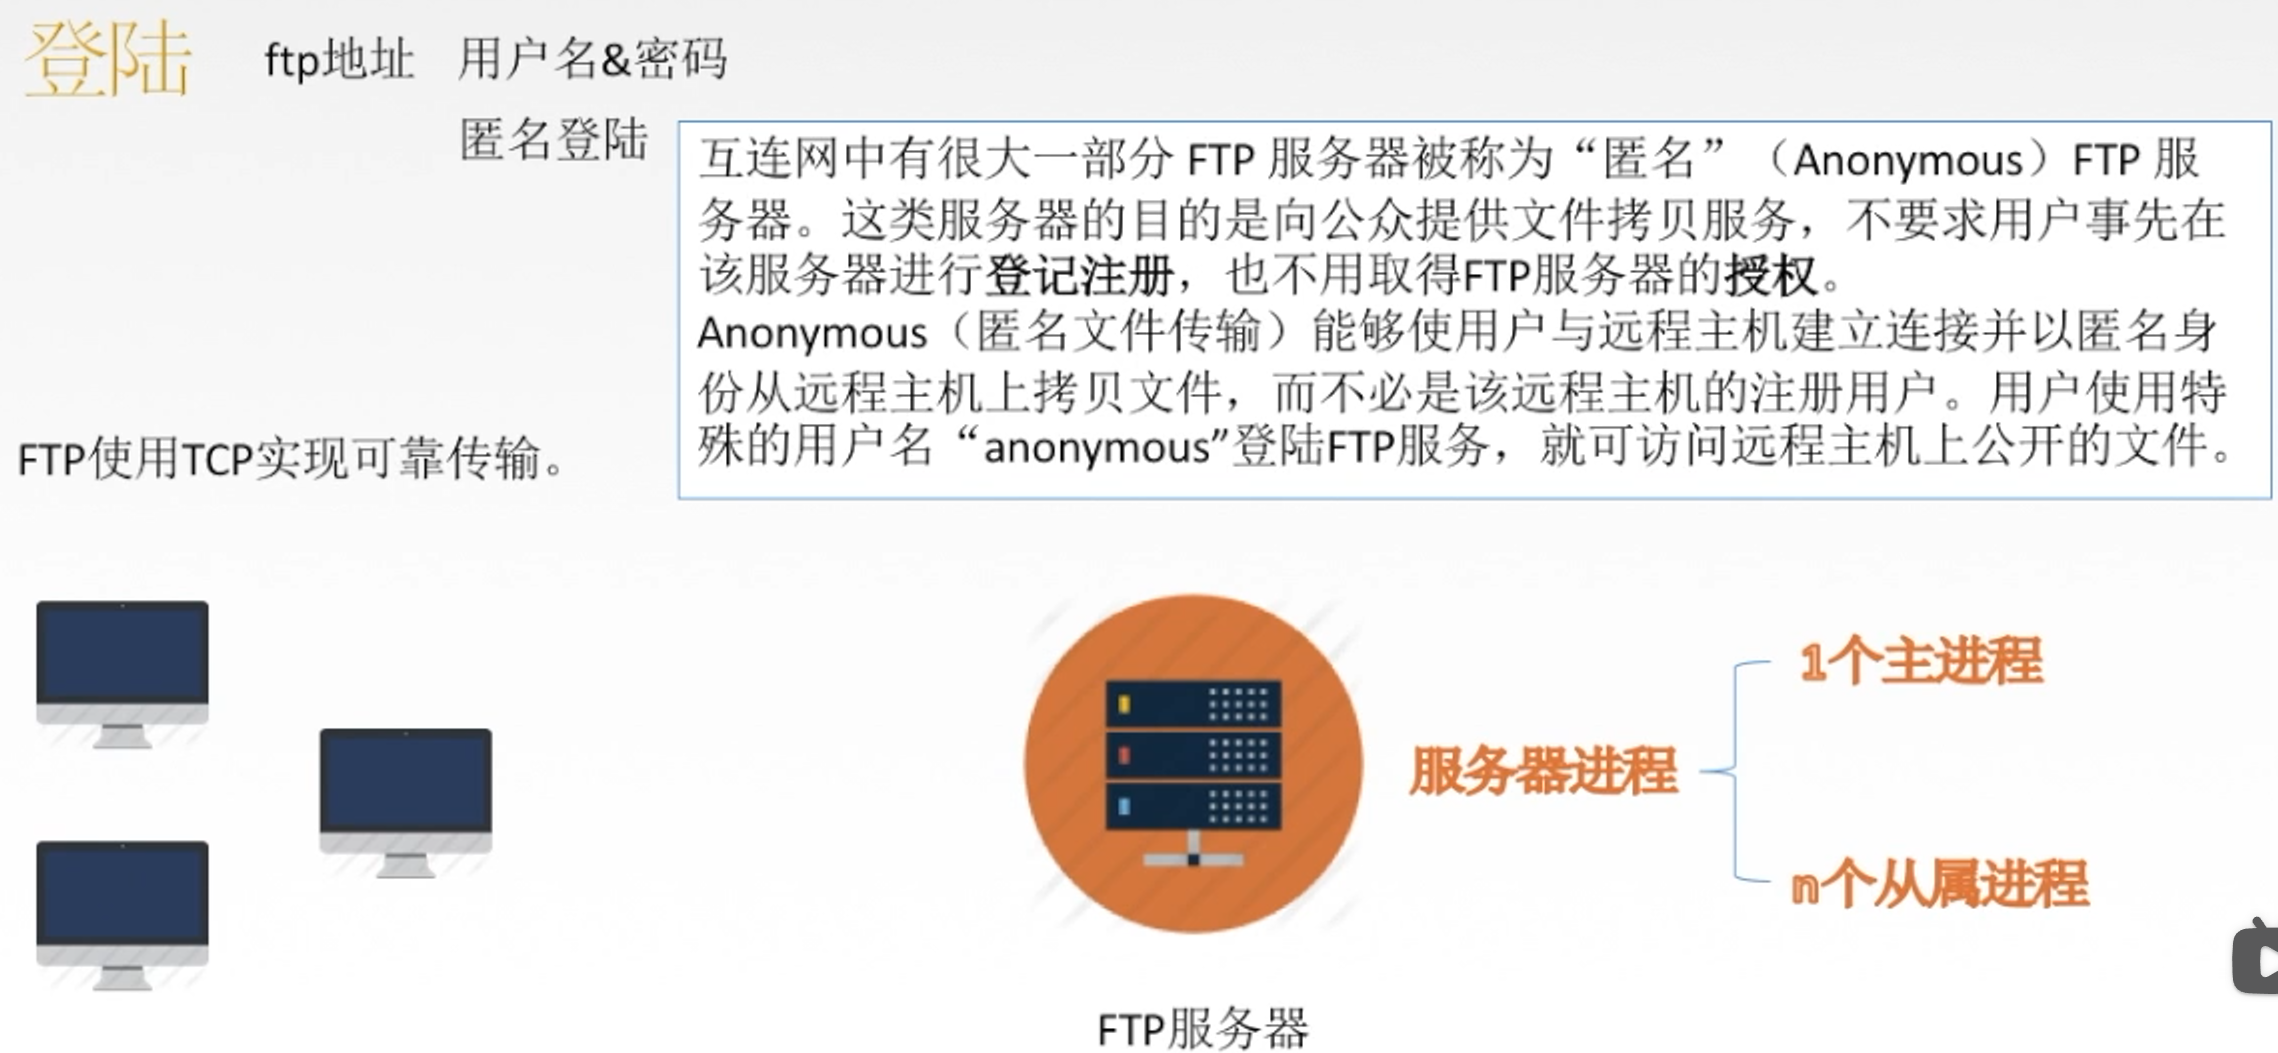 登陆 ftp地址 用户名&密码
匿名登陆
互连网中有很大一部分 FTP 服务器被称为“匿名”（Anonymous）FTP 服
务器。这类服务器的目的是向公众提供文件拷贝服务，不要求用户事先在
该服务器进行登记注册，也不用取得FTP服务器的授权。
Anonymous（匿名文件传输）能够使用户与远程主机建立连接并以匿名身
份从远程主机上拷贝文件，而不必是该远程主机的注册用户。用户使用特
殊的用户名“anonymous”登陆FTP服务，就可访问远程主机上公开的文件。
FTP使用TCP实现可靠传输。
1个主进程
服务器进程
n个从属进程
FTP服务器